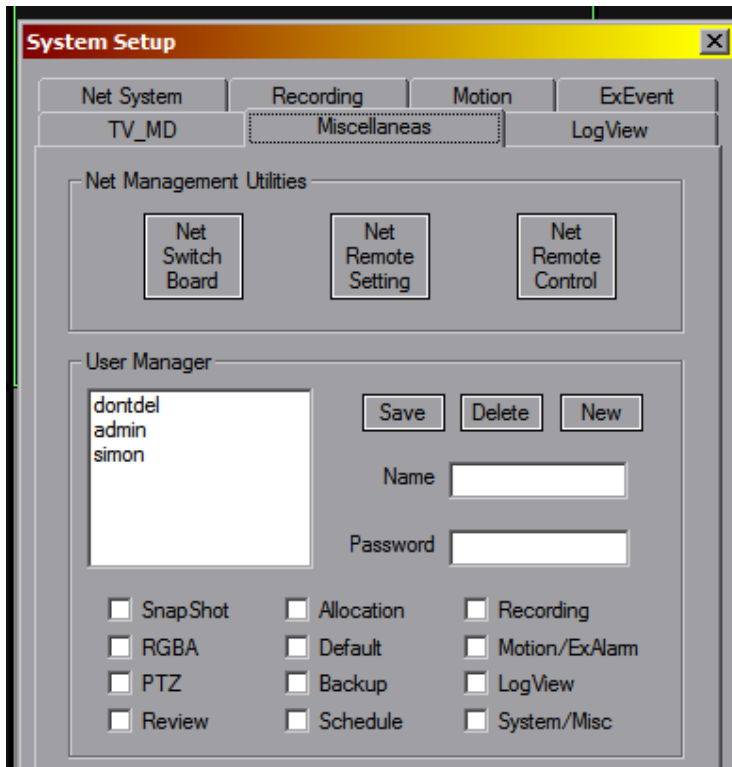 System Setup
Net System Recording Motion ExEvent
TV_MD Miscellaneas LogView
Net Management Utilities
Net Switch Board
Net Remote Setting
Net Remote Control
User Manager
dontdel
admin
simon
Save Delete New
Name
Password
SnapShot Allocation Recording
RGBA Default Motion/ExAlarm
PTZ Backup LogView
Review Schedule System/Misc